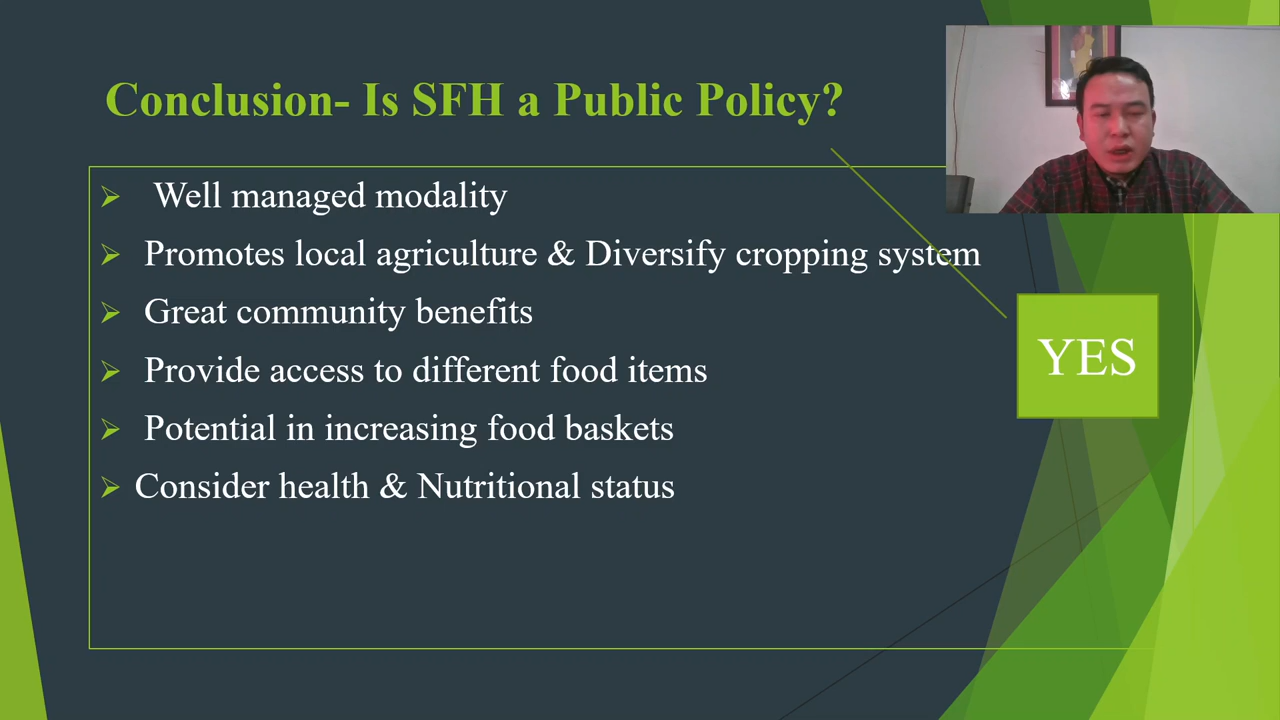 Conclusion- Is SFH a Public Policy?
Well managed modality
Promotes local agriculture & Diversify cropping system
Great community benefits
Provide access to different food items
Potential in increasing food baskets
Consider health & Nutritional status
YES